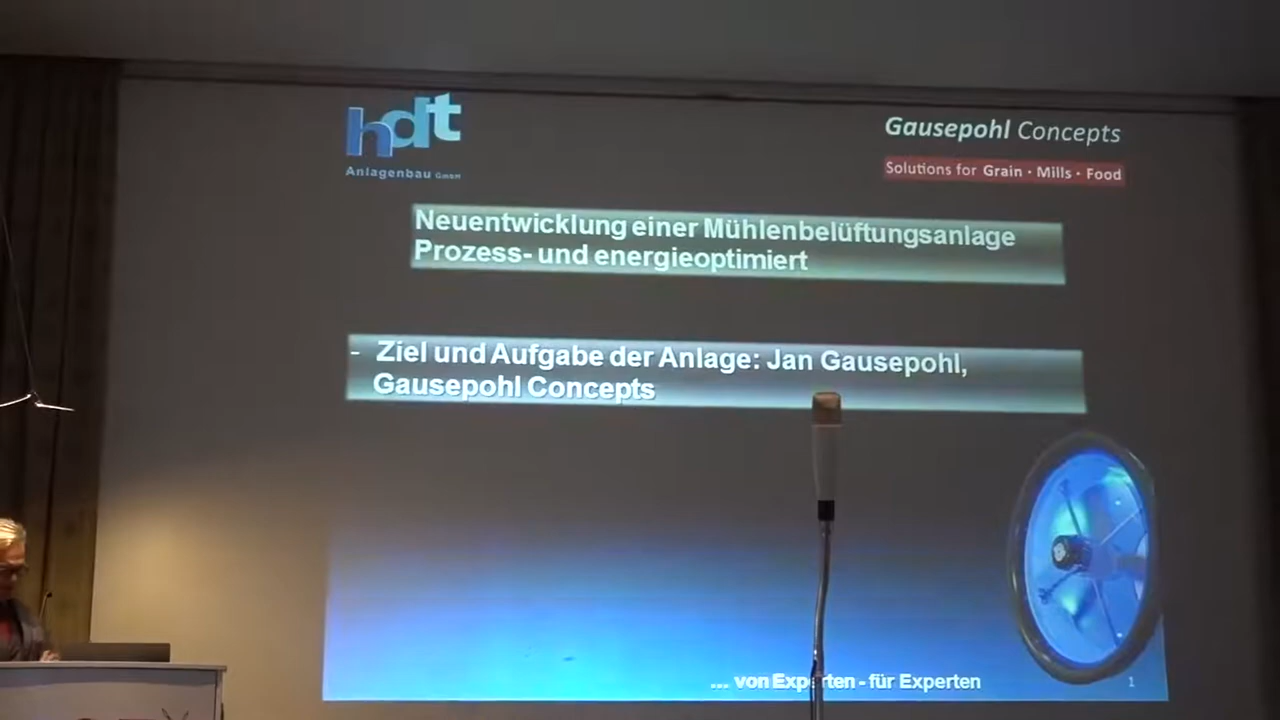 hdt
Anlagenbau GmbH
Gausepohl Concepts
Solutions for Grain · Mills · Food
Neuentwicklung einer Mühlenbelüftungsanlage
Prozess- und energieoptimiert
- Ziel und Aufgabe der Anlage: Jan Gausepohl,
Gausepohl Concepts
... von Experten - für Experten
1